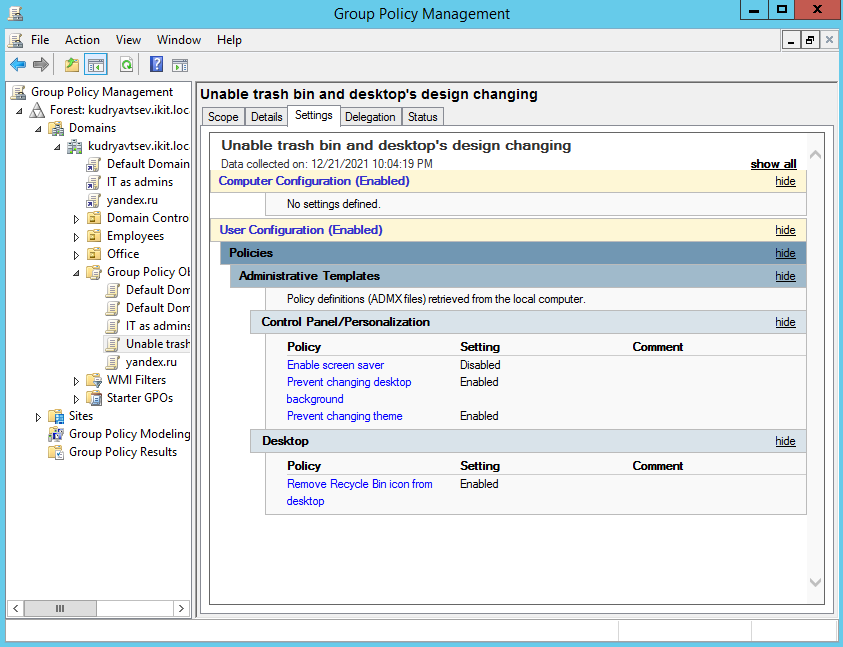 Group Policy Management
File Action View Window Help
Group Policy Management
Forest: kudryavtsev.ikit.loc
Domains
kudryavtsev.ikit.loc
Default Domain
IT as admins
yandex.ru
Domain Contro
Employees
Office
Group Policy Ob
Default Dom
Default Dom
IT as admins
Unable trash
yandex.ru
WMI Filters
Starter GPOs
Sites
Group Policy Modeling
Group Policy Results
Unable trash bin and desktop's design changing
Scope Details Settings Delegation Status
Unable trash bin and desktop's design changing
Data collected on: 12/21/2021 10:04:19 PM show all
Computer Configuration (Enabled) hide
No settings defined.
User Configuration (Enabled) hide
Policies hide
Administrative Templates hide
Policy definitions (ADMX files) retrieved from the local computer.
Control Panel/Personalization hide
Policy Setting Comment
Enable screen saver Disabled
Prevent changing desktop Enabled
background
Prevent changing theme Enabled
Desktop hide
Policy Setting Comment
Remove Recycle Bin icon from Enabled
desktop